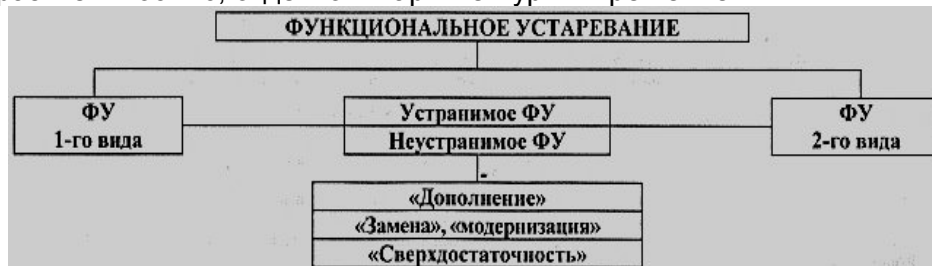 ФУНКЦИОНАЛЬНОЕ УСТАРЕВАНИЕ
ФУ
1-го вида
Устранимое ФУ
Неустранимое ФУ
ФУ
2-го вида
«Дополнение»
«Замена», «модернизация»
«Сверхдостаточность»